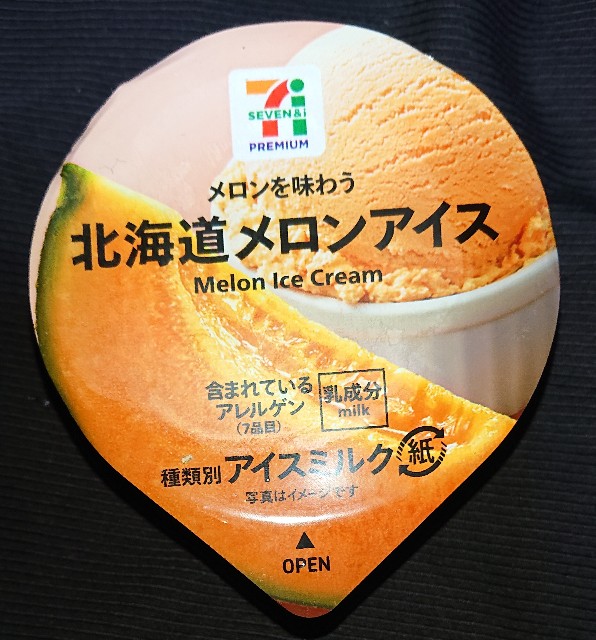 SEVEN&i
PREMIUM
メロンを味わう
北海道メロンアイス
Melon Ice Cream
含まれている
アレルゲン
(7品目)
乳成分
milk
種類別 アイスミルク 紙
写真はイメージです
OPEN